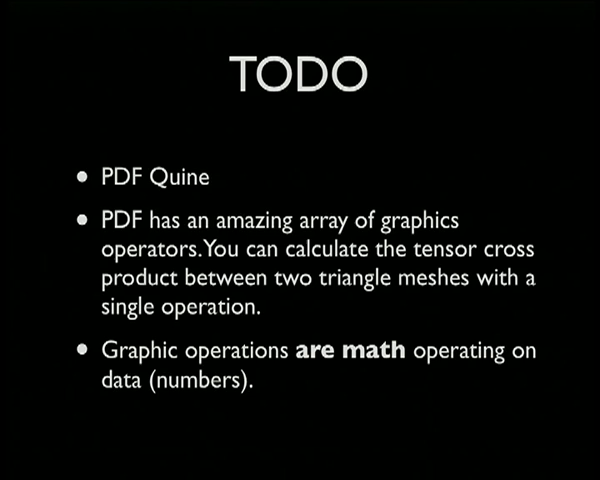 TODO
• PDF Quine
• PDF has an amazing array of graphics
operators.You can calculate the tensor cross
product between two triangle meshes with a
single operation.
• Graphic operations are math operating on
data (numbers).